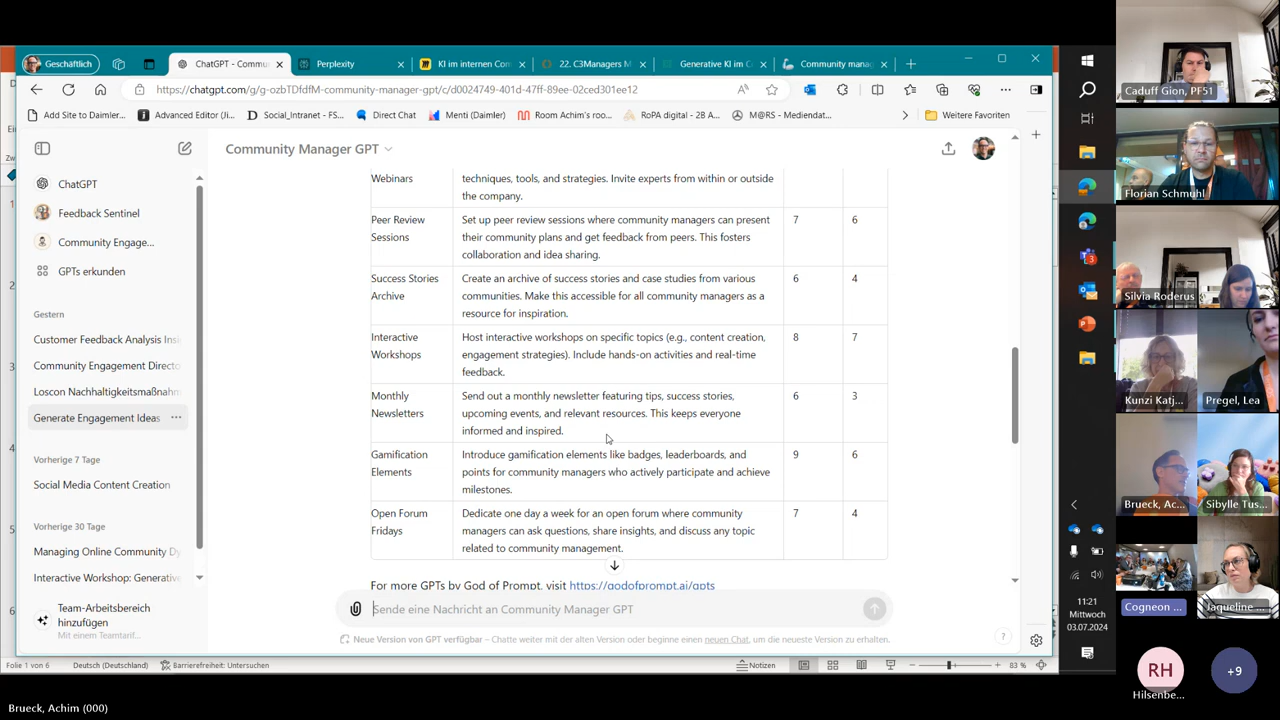 Geschäftlich
ChatGPT - Commu
Perplexity
KI im internen Com
22. C3Managers M
Generative KI im C
Community manag
https://chatgpt.com/g/g-ozbTDfdfM-community-manager-gpt/c/d0024749-401d-47ff-89ee-02ced301ee12
Add Site to Daimler...
Advanced Editor (Ji...
Social_Intranet - FS...
Direct Chat
Menti (Daimler)
Room Achim's roo...
RoPA digital - 2B A...
M@RS - Mediendat...
Weitere Favoriten
Community Manager GPT
ChatGPT
Feedback Sentinel
Community Engage...
GPTs erkunden
Gestern
Customer Feedback Analysis Insi
Community Engagement Directo
Loscon Nachhaltigkeitsmaßnahm
Generate Engagement Ideas
Vorherige 7 Tage
Social Media Content Creation
Vorherige 30 Tage
Managing Online Community Dy
Interactive Workshop: Generative
Team-Arbeitsbereich
hinzufügen
Mit einem Teamtarif...
Webinars
techniques, tools, and strategies. Invite experts from within or outside
the company.
Peer Review
Sessions
Set up peer review sessions where community managers can present
their community plans and get feedback from peers. This fosters
collaboration and idea sharing.
7
6
Success Stories
Archive
Create an archive of success stories and case studies from various
communities. Make this accessible for all community managers as a
resource for inspiration.
6
4
Interactive
Workshops
Host interactive workshops on specific topics (e.g., content creation,
engagement strategies). Include hands-on activities and real-time
feedback.
8
7
Monthly
Newsletters
Send out a monthly newsletter featuring tips, success stories,
upcoming events, and relevant resources. This keeps everyone
informed and inspired.
6
3
Gamification
Elements
Introduce gamification elements like badges, leaderboards, and
points for community managers who actively participate and achieve
milestones.
9
6
Open Forum
Fridays
Dedicate one day a week for an open forum where community
managers can ask questions, share insights, and discuss any topic
related to community management.
7
4
For more GPTs by God of Prompt, visit https://godofprompt.ai/gpts
Sende eine Nachricht an Community Manager GPT
Neue Version von GPT verfügbar – Chatte weiter mit der alten Version oder beginne einen neuen Chat, um die neueste Version zu erhalten.
Folie 1 von 6
Deutsch (Deutschland)
Barrierefreiheit: Untersuchen
Notizen
83 %
11:21
Mittwoch
03.07.2024
Caduff Gion, PF51
Florian Schmuhl
Silvia Roderus
Kunzi Katj...
Pregel, Lea
Brueck, Ac...
Sibylle Tus...
Cogneon ...
Jaqueline ...
RH
Hilsenbe...
+9
Brueck, Achim (000)